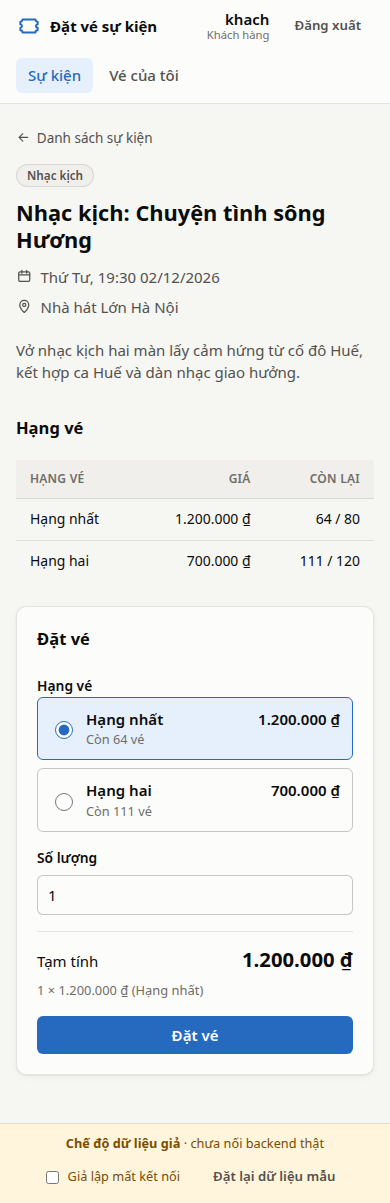 Đặt vé sự kiện
khach
Khách hàng
Đăng xuất
Sự kiện
Vé của tôi
← Danh sách sự kiện
Nhạc kịch
Nhạc kịch: Chuyện tình sông
Hương
Thứ Tư, 19:30 02/12/2026
Nhà hát Lớn Hà Nội
Vở nhạc kịch hai màn lấy cảm hứng từ cố đô Huế,
kết hợp ca Huế và dàn nhạc giao hưởng.
Hạng vé
HẠNG VÉ GIÁ CÒN LẠI
Hạng nhất 1.200.000 ₫ 64 / 80
Hạng hai 700.000 ₫ 111 / 120
Đặt vé
Hạng vé
Hạng nhất 1.200.000 ₫
Còn 64 vé
Hạng hai 700.000 ₫
Còn 111 vé
Số lượng
1
Tạm tính 1.200.000 ₫
1 × 1.200.000 ₫ (Hạng nhất)
Đặt vé
Chế độ dữ liệu giả · chưa nối backend thật
Giả lập mất kết nối Đặt lại dữ liệu mẫu